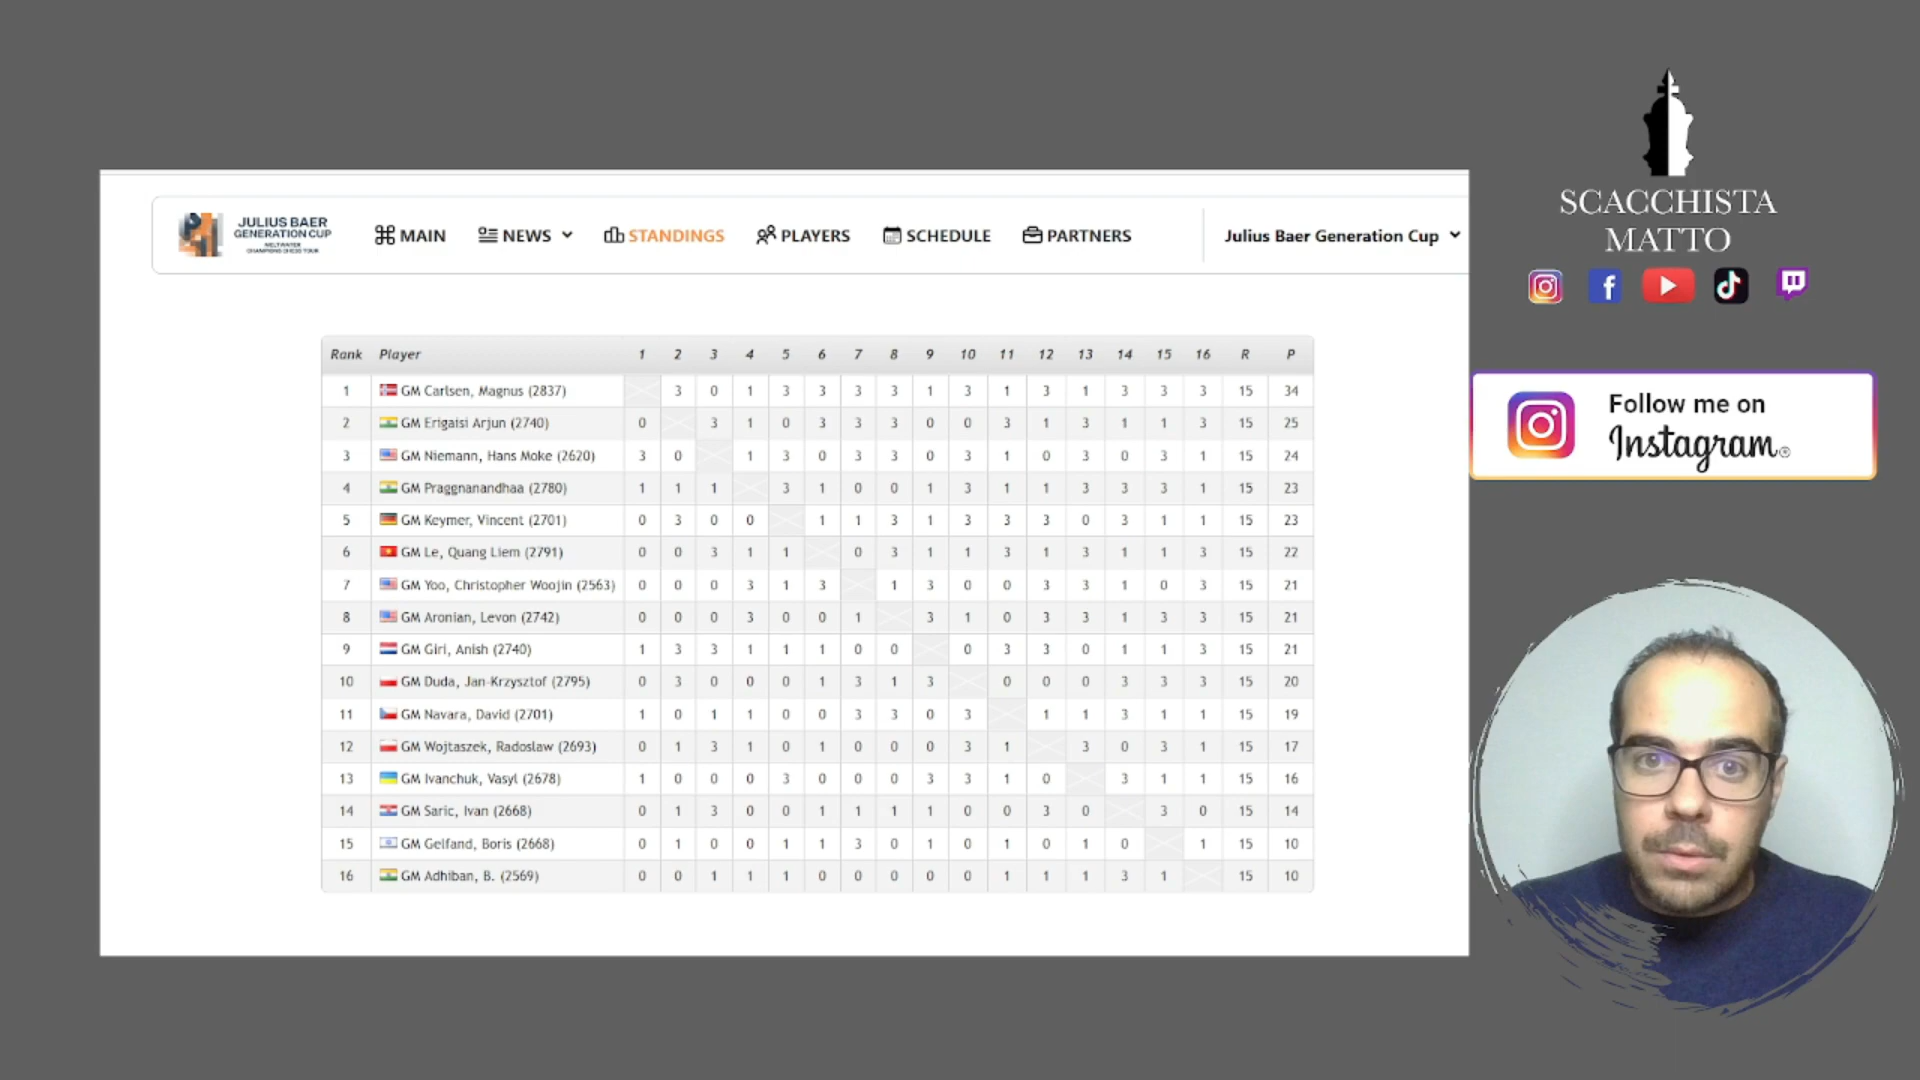 JULIUS BAER
GENERATION CUP
MELTWATER
CHAMPIONS CHESS TOUR
MAIN NEWS STANDINGS PLAYERS SCHEDULE PARTNERS Julius Baer Generation Cup
Rank Player 1 2 3 4 5 6 7 8 9 10 11 12 13 14 15 16 R P
1 GM Carlsen, Magnus (2837) 3 0 1 3 3 3 3 1 3 1 3 1 3 3 3 15 34
2 GM Erigaisi Arjun (2740) 0 3 1 0 3 3 3 0 0 3 1 3 1 1 3 15 25
3 GM Niemann, Hans Moke (2620) 3 0 1 3 0 3 3 0 3 1 0 3 0 3 1 15 24
4 GM Praggnanandhaa (2780) 1 1 1 3 1 0 0 1 3 1 1 3 3 3 1 15 23
5 GM Keymer, Vincent (2701) 0 3 0 0 1 1 3 1 3 3 3 0 3 1 1 15 23
6 GM Le, Quang Liem (2791) 0 0 3 1 1 0 3 1 1 3 1 3 1 1 3 15 22
7 GM Yoo, Christopher Woojin (2563) 0 0 0 3 1 3 1 3 0 0 3 3 1 0 3 15 21
8 GM Aronian, Levon (2742) 0 0 0 3 0 0 1 3 1 0 3 3 1 3 3 15 21
9 GM Giri, Anish (2740) 1 3 3 1 1 1 0 0 0 3 3 0 1 1 3 15 21
10 GM Duda, Jan-Krzysztof (2795) 0 3 0 0 0 1 3 1 3 0 0 0 3 3 3 15 20
11 GM Navara, David (2701) 1 0 1 1 0 0 3 3 0 3 1 1 3 1 1 15 19
12 GM Wojtaszek, Radoslaw (2693) 0 1 3 1 0 1 0 0 0 3 1 3 0 3 1 15 17
13 GM Ivanchuk, Vasyl (2678) 1 0 0 0 3 0 0 0 3 3 1 0 3 1 1 15 16
14 GM Saric, Ivan (2668) 0 1 3 0 0 1 1 1 1 0 0 3 0 3 0 15 14
15 GM Gelfand, Boris (2668) 0 1 0 0 1 1 3 0 1 0 1 0 1 0 1 15 10
16 GM Adhiban, B. (2569) 0 0 1 1 1 0 0 0 0 0 1 1 1 3 1 15 10
SCACCHISTA
MATTO
Follow me on
Instagram